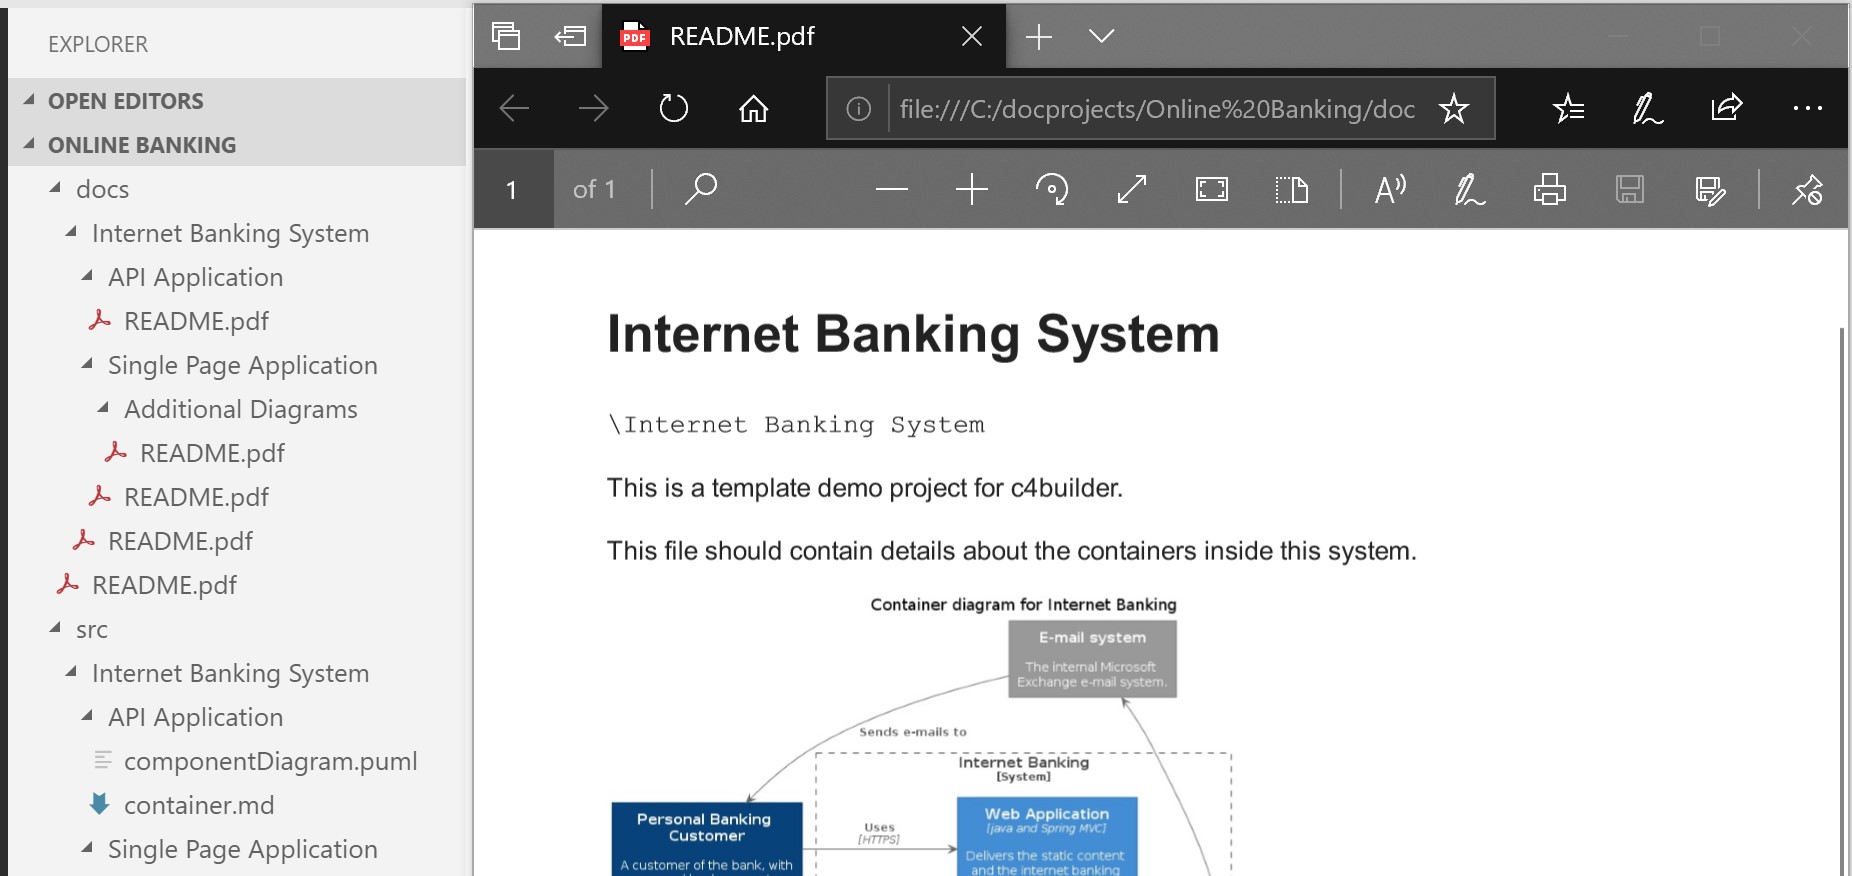 EXPLORER
OPEN EDITORS
ONLINE BANKING
docs
Internet Banking System
API Application
README.pdf
Single Page Application
Additional Diagrams
README.pdf
README.pdf
README.pdf
README.pdf
src
Internet Banking System
API Application
componentDiagram.puml
container.md
Single Page Application
PDF README.pdf
file:///C:/docprojects/Online%20Banking/doc
1 of 1
Internet Banking System
\Internet Banking System
This is a template demo project for c4builder.
This file should contain details about the containers inside this system.
Container diagram for Internet Banking
E-mail system
The internal Microsoft
Exchange e-mail system.
Sends e-mails to
Internet Banking
[System]
Personal Banking
Customer
A customer of the bank, with
Uses
[HTTPS]
Web Application
[java and Spring MVC]
Delivers the static content
and the internet banking